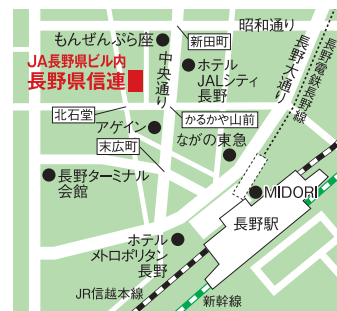 昭和通り
もんぜんぷら座
新田町
JA長野県ビル内
長野県信連
中央通り
ホテル
JALシティ
長野
長野大通り
長野電鉄長野線
北石堂
アゲイン
かるかや山前
末広町
ながの東急
長野ターミナル
会館
MIDORI
長野駅
ホテル
メトロポリタン
長野
JR信越本線
新幹線